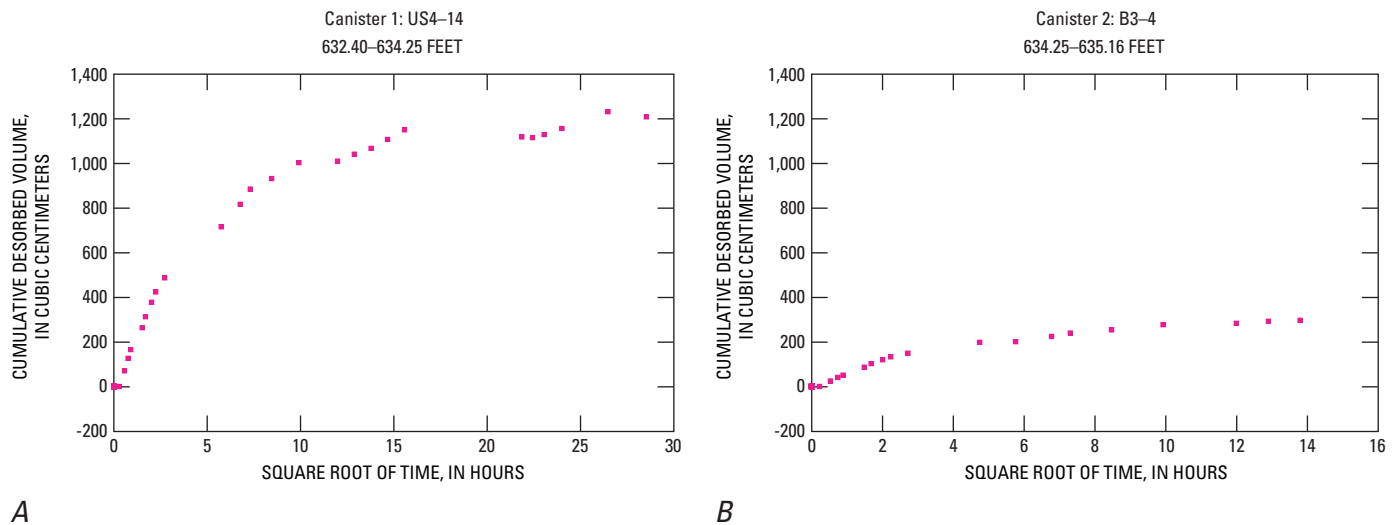 Canister 1: US4–14
632.40–634.25 FEET
CUMULATIVE DESORBED VOLUME,
IN CUBIC CENTIMETERS
1,400
1,200
1,000
800
600
400
200
0
-200
0 5 10 15 20 25 30
SQUARE ROOT OF TIME, IN HOURS
A
Canister 2: B3–4
634.25–635.16 FEET
CUMULATIVE DESORBED VOLUME,
IN CUBIC CENTIMETERS
1,400
1,200
1,000
800
600
400
200
0
-200
0 2 4 6 8 10 12 14 16
SQUARE ROOT OF TIME, IN HOURS
B